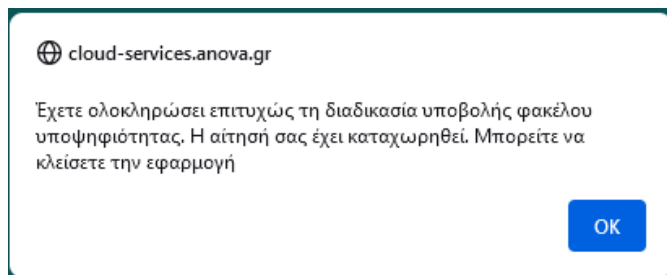 cloud-services.anova.gr
Έχετε ολοκληρώσει επιτυχώς τη διαδικασία υποβολής φακέλου
υποψηφιότητας. Η αίτησή σας έχει καταχωρηθεί. Μπορείτε να
κλείσετε την εφαρμογή
OK